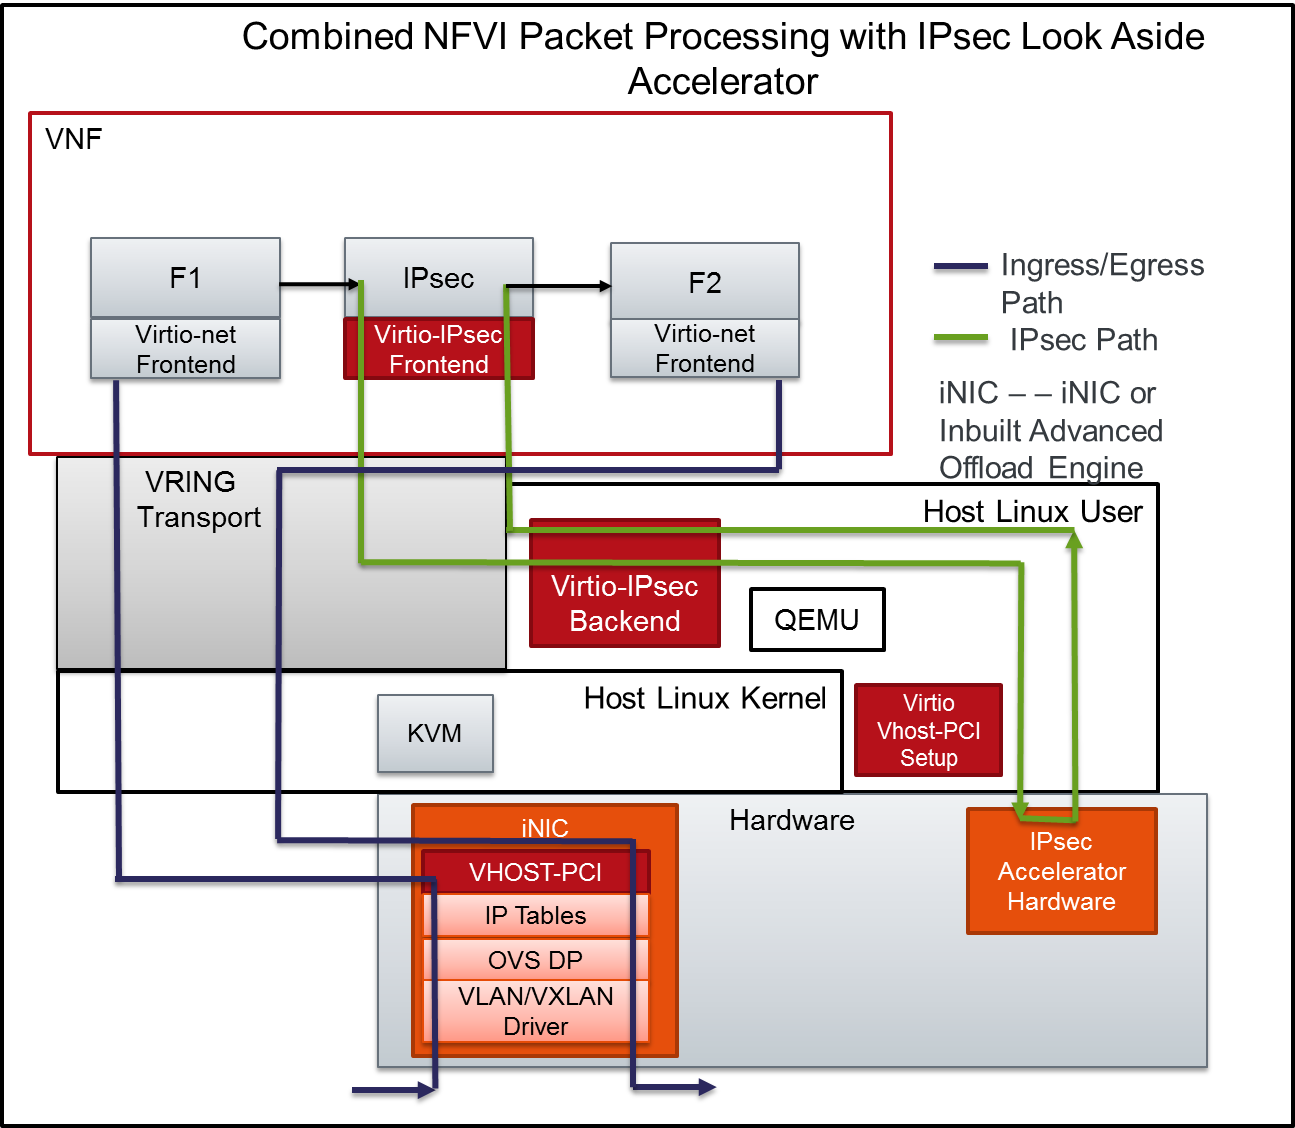 Combined NFVI Packet Processing with IPsec Look Aside
Accelerator
VNF
F1
Virtio-net
Frontend
IPsec
Virtio-IPsec
Frontend
F2
Virtio-net
Frontend
Ingress/Egress
Path
IPsec Path
iNIC – – iNIC or
Inbuilt Advanced
Offload Engine
VRING
Transport
Host Linux User
Virtio-IPsec
Backend
QEMU
Host Linux Kernel
KVM
Virtio
Vhost-PCI
Setup
Hardware
iNIC
VHOST-PCI
IP Tables
OVS DP
VLAN/VXLAN
Driver
IPsec
Accelerator
Hardware